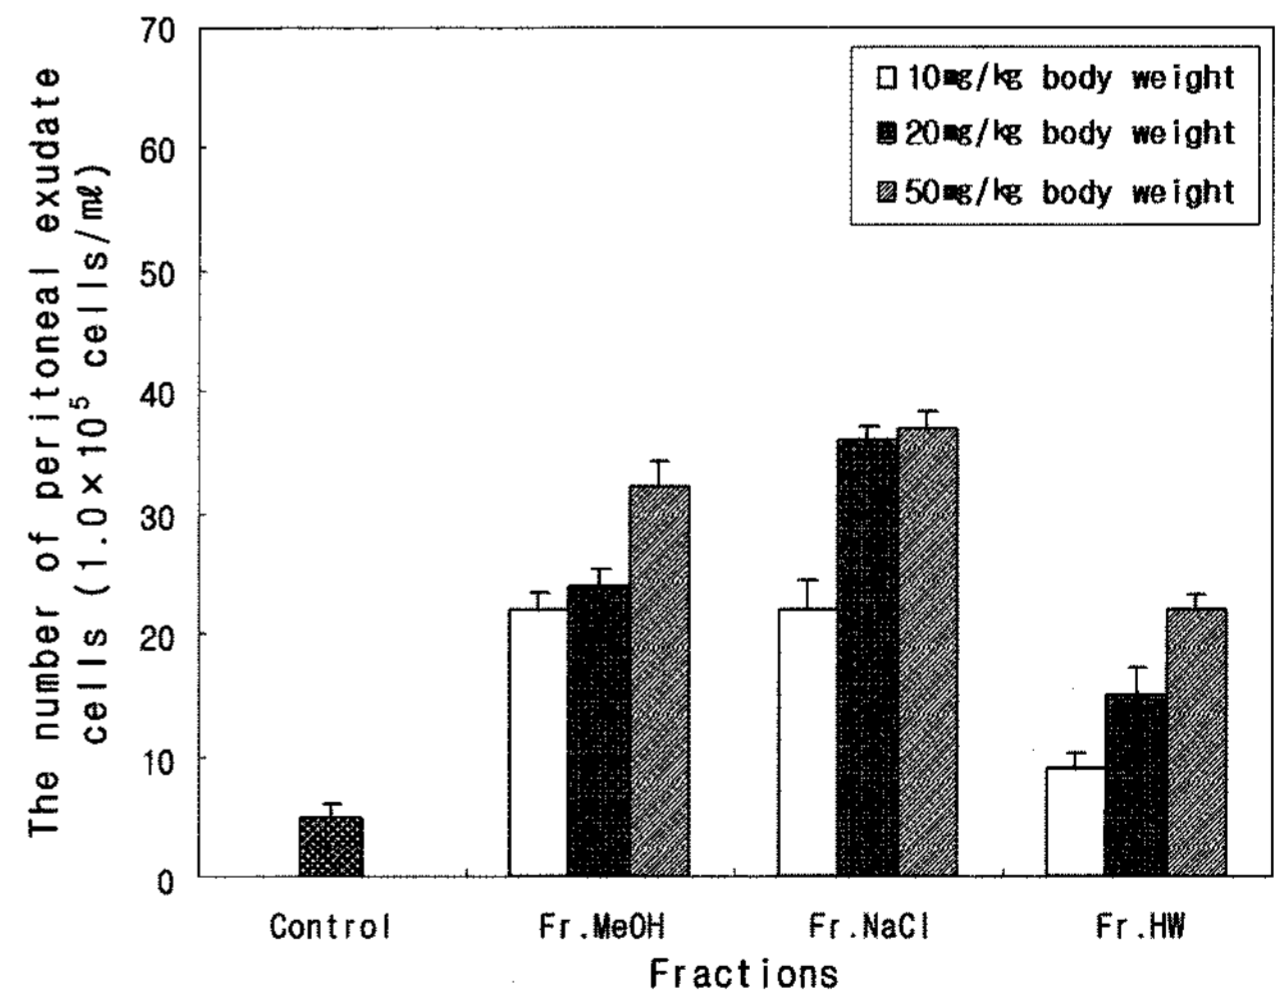 The number of peritoneal exudate
cells (1.0×10⁵ cells/㎖)
70
60
50
40
30
20
10
0
10㎎/㎏ body weight
20㎎/㎏ body weight
50㎎/㎏ body weight
Control
Fr.MeOH
Fr.NaCl
Fr.HW
Fractions